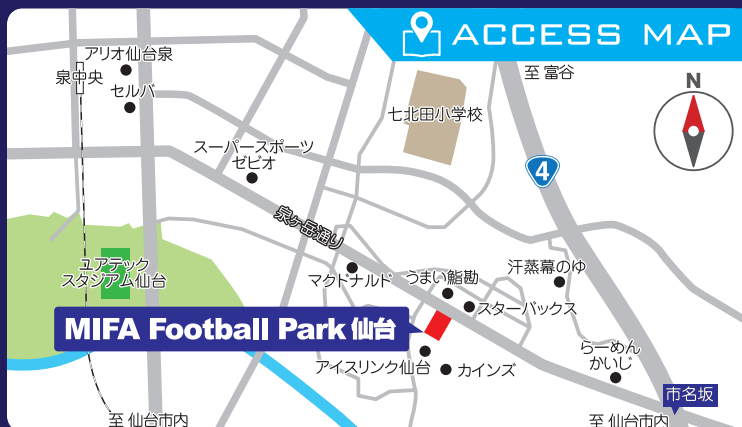 ACCESS MAP
アリオ仙台泉
泉中央
セルバ
至 富谷
N
七北田小学校
スーパースポーツ
ゼビオ
4
泉ヶ岳通り
ユアテック
スタジアム仙台
マクドナルド
うまい鮨勘
汗蒸幕のゆ
スターバックス
MIFA Football Park 仙台
アイスリンク仙台
カインズ
らーめん
かいじ
市名坂
至 仙台市内
至 仙台市内